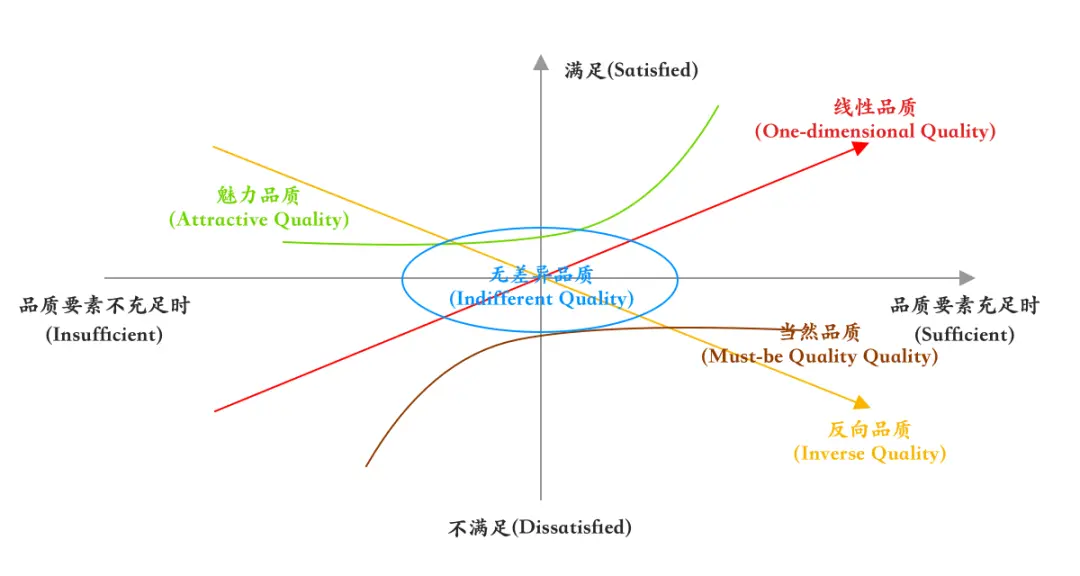 满足(Satisfied)
线性品质
(One-dimensional Quality)
魅力品质
(Attractive Quality)
无差异品质
(Indifferent Quality)
品质要素不充足时
(Insufficient)
品质要素充足时
(Sufficient)
当然品质
(Must-be Quality Quality)
反向品质
(Inverse Quality)
不满足(Dissatisfied)